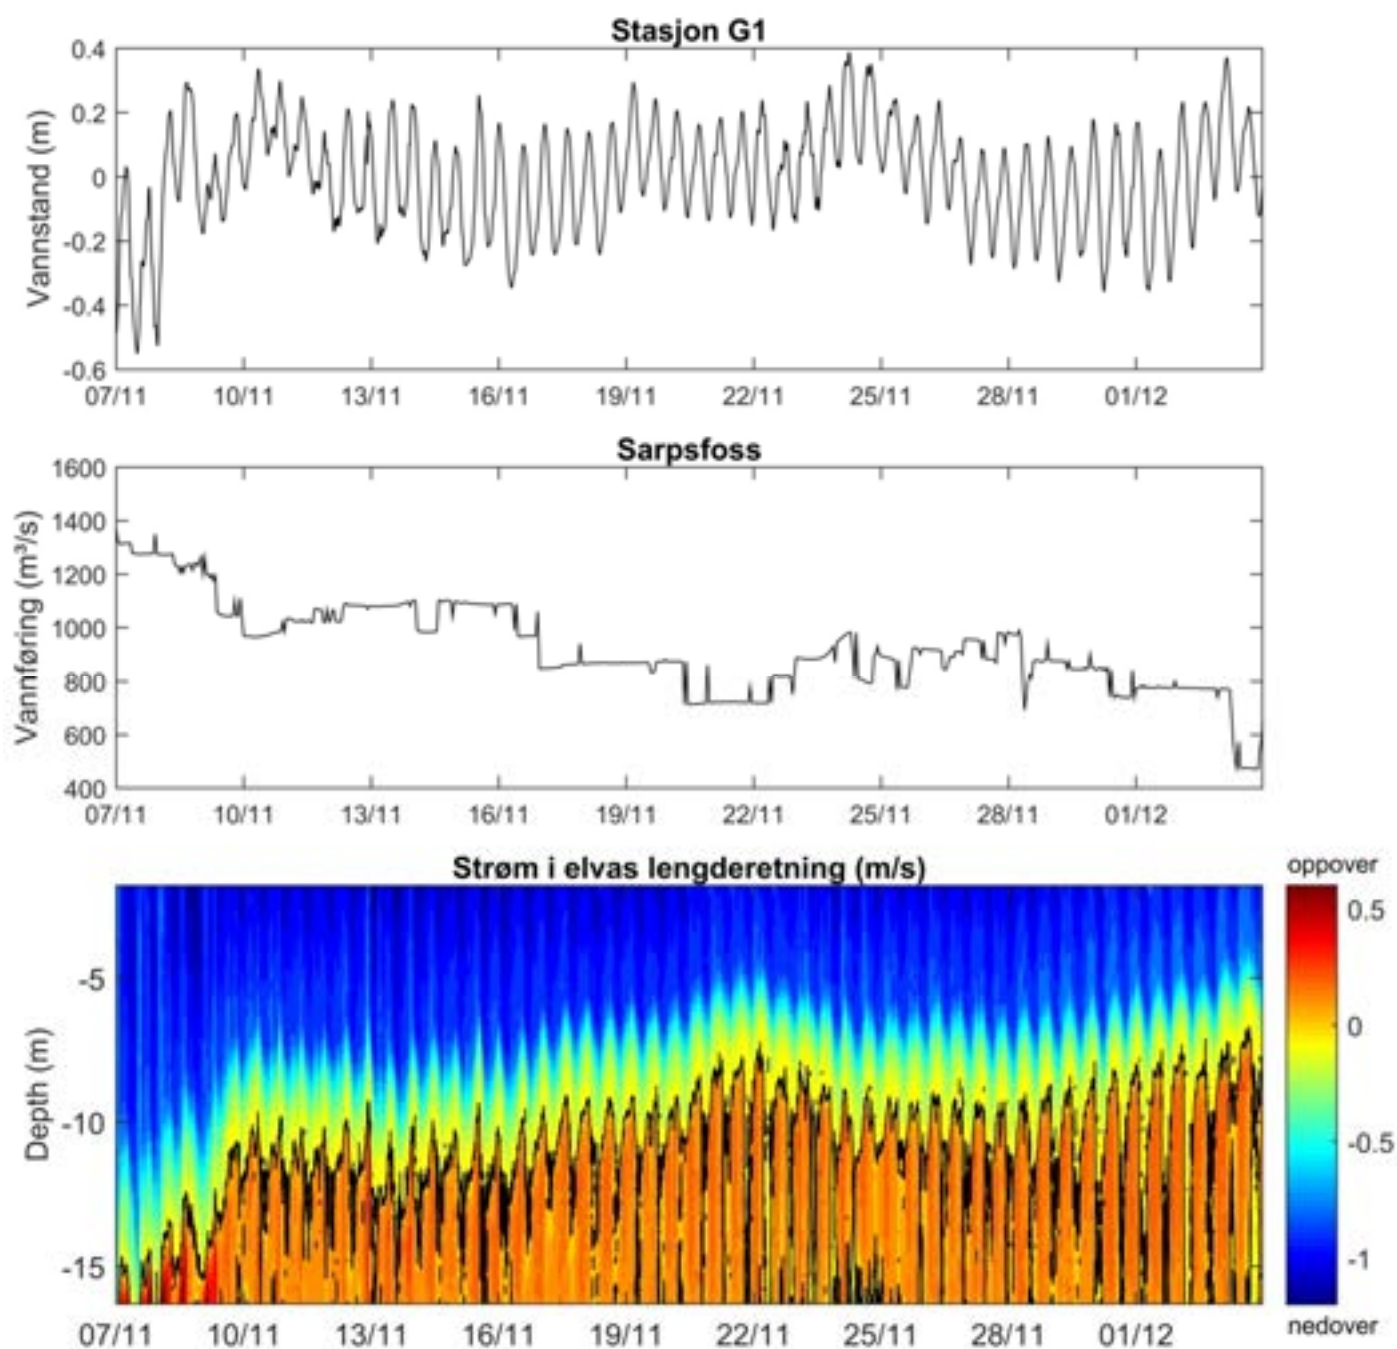 Stasjon G1
Vannstand (m)
0.4
0.2
0
-0.2
-0.4
-0.6
07/11 10/11 13/11 16/11 19/11 22/11 25/11 28/11 01/12
Sarpsfoss
Vannføring (m³/s)
1600
1400
1200
1000
800
600
400
07/11 10/11 13/11 16/11 19/11 22/11 25/11 28/11 01/12
Strøm i elvas lengderetning (m/s)
oppover
Depth (m)
-5
-10
-15
0.5
0
-0.5
-1
nedover
07/11 10/11 13/11 16/11 19/11 22/11 25/11 28/11 01/12